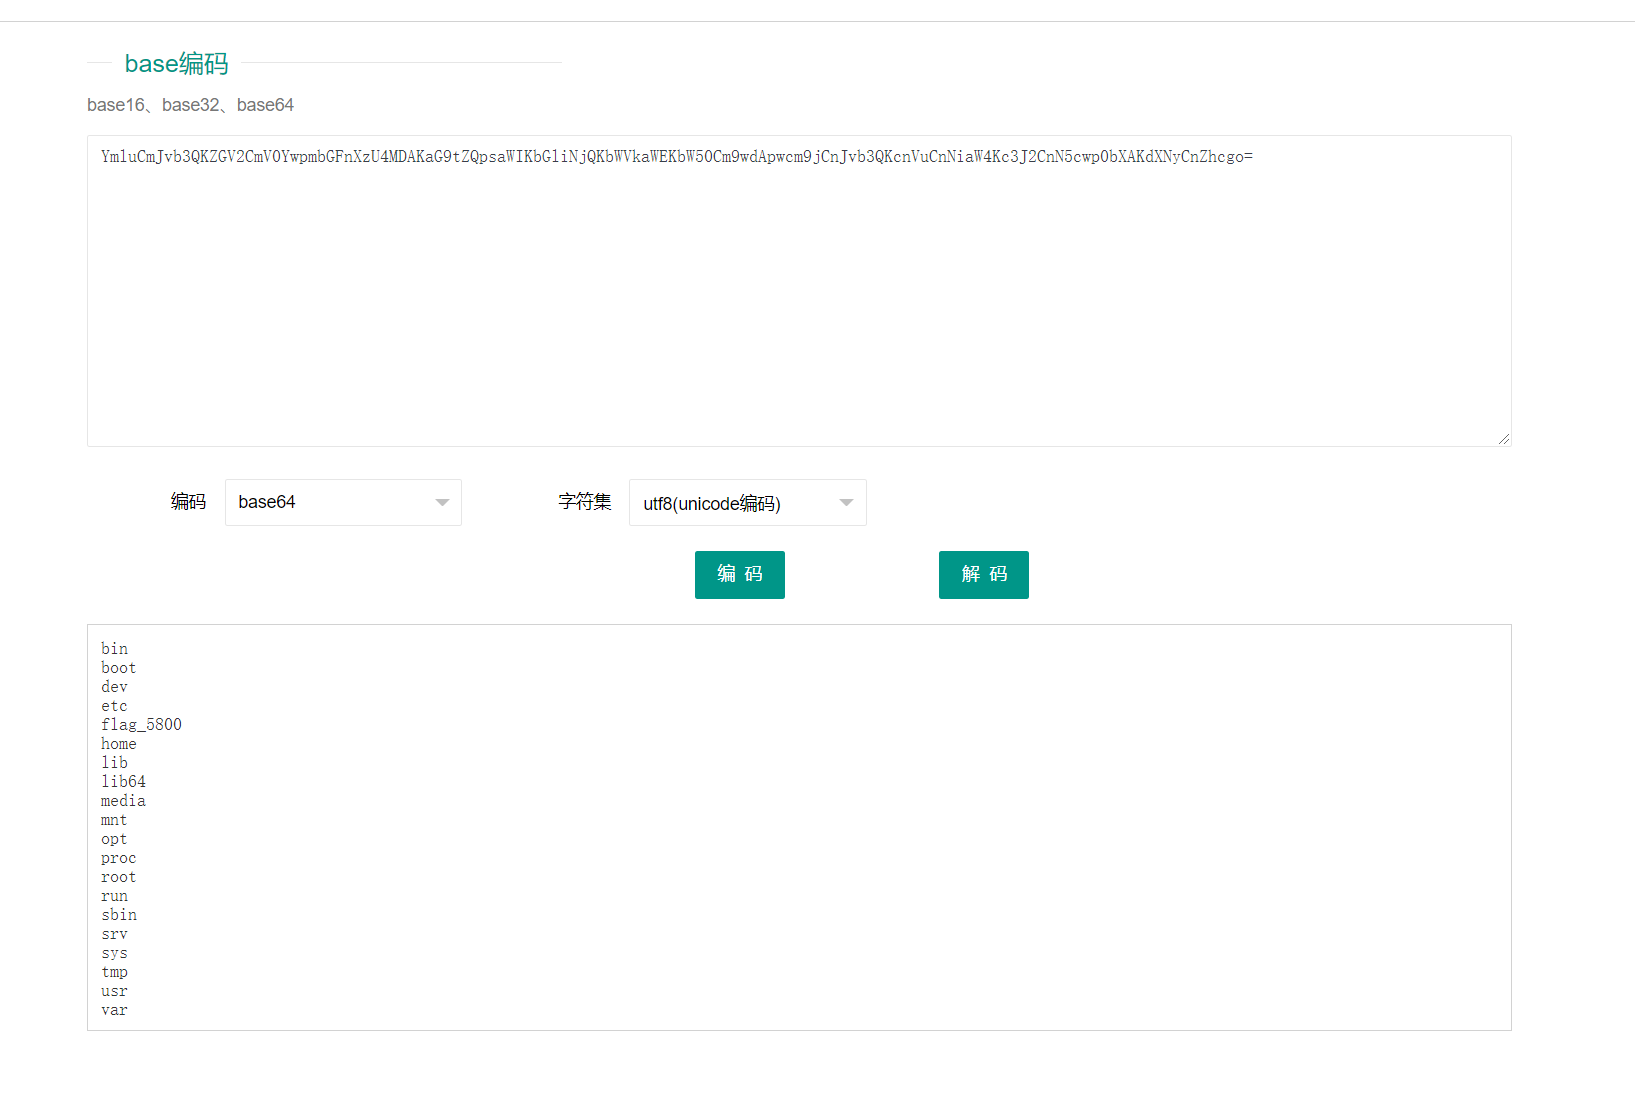 base编码
base16、base32、base64
YmluCmJvb3QKZGV2CmV0YwpmbGFnXzU4MDAKaG9tZQpsaWIKbGliNjQKbWVkaWEKbW50Cm9wdApwcm9jCnJvb3QKcnVuCnNiaW4Kc3J2CnN5cwp0bXAKdXNyCnZhcgo=
编码 base64 字符集 utf8(unicode编码)
编 码 解 码
bin
boot
dev
etc
flag_5800
home
lib
lib64
media
mnt
opt
proc
root
run
sbin
srv
sys
tmp
usr
var